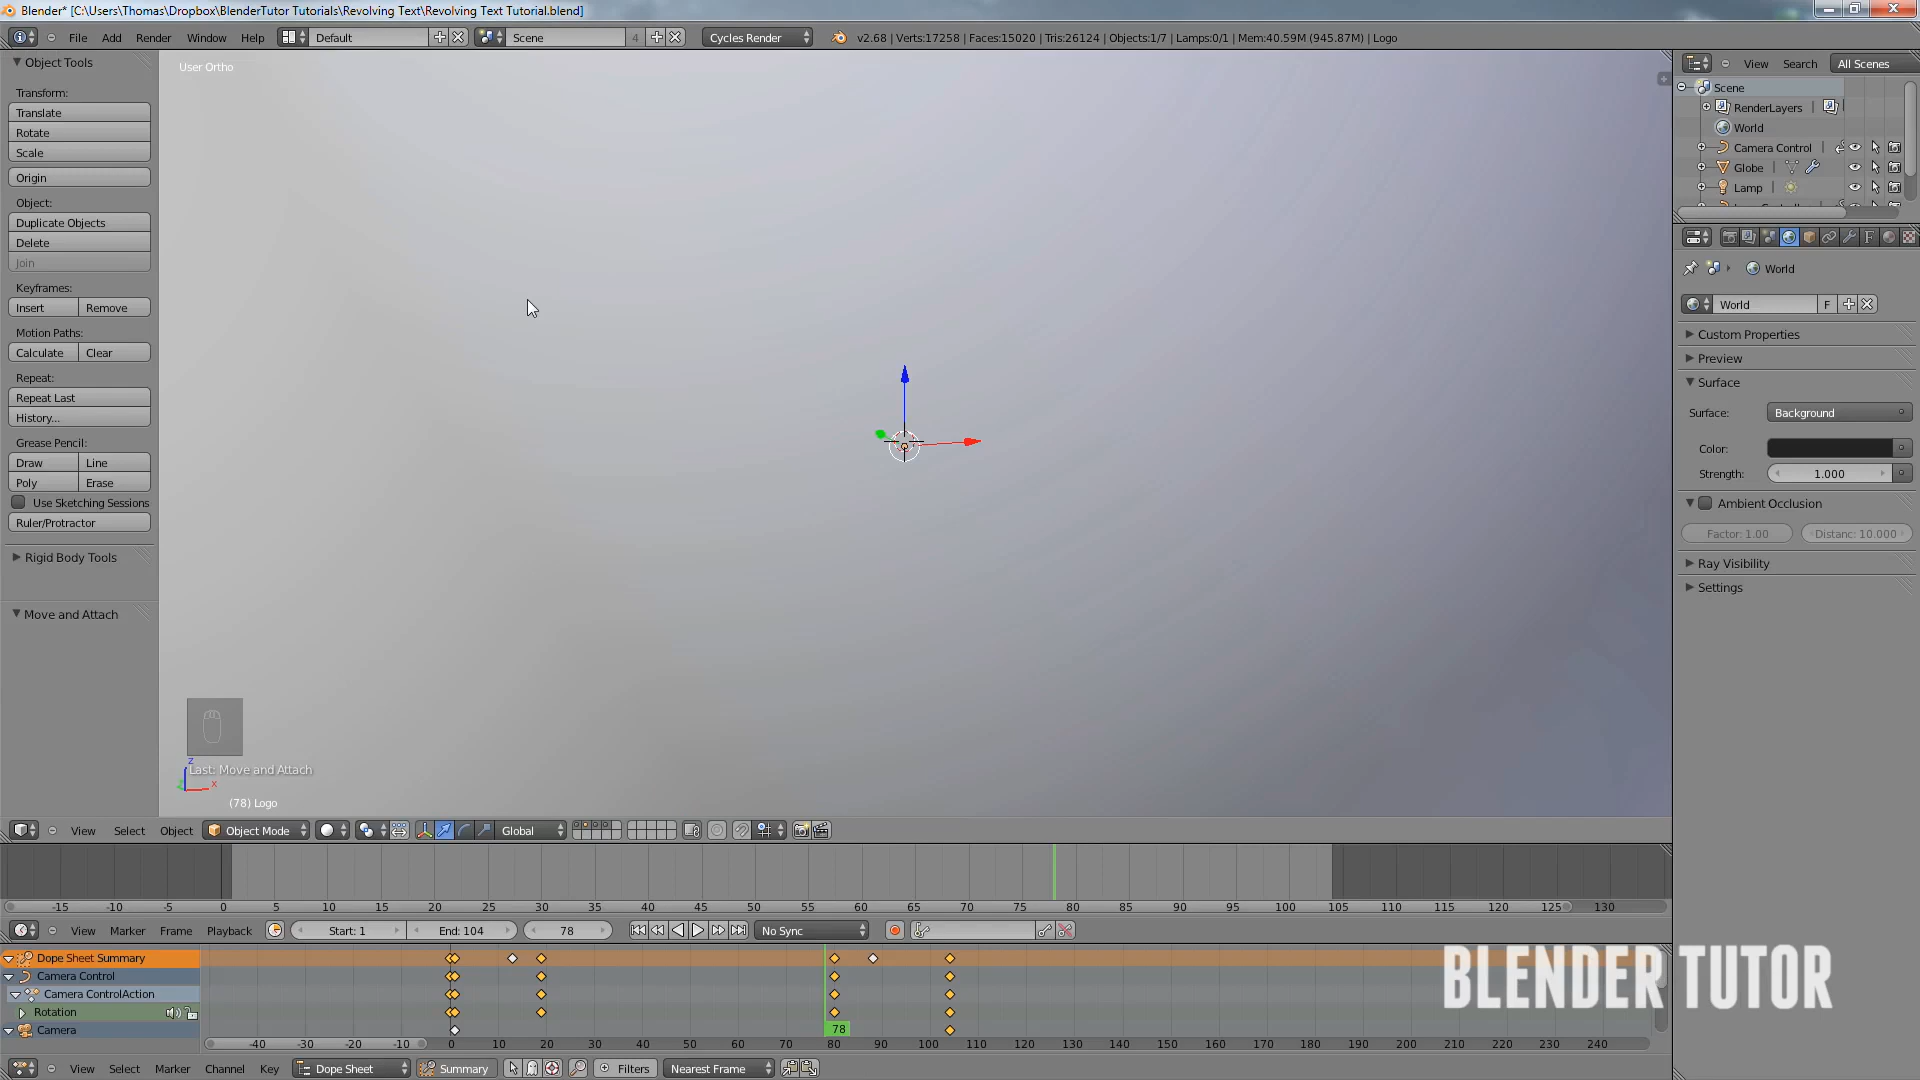 Blender* [C:\Users\Thomas\Dropbox\BlenderTutor Tutorials\Revolving Text\Revolving Text Tutorial.blend]
File Add Render Window Help Default Scene 4 Cycles Render v2.68 | Verts:17258 | Faces:15020 | Tris:26124 | Objects:1/7 | Lamps:0/1 | Mem:40.59M (945.87M) | Logo
Object Tools
Transform:
Translate
Rotate
Scale
Origin
Object:
Duplicate Objects
Delete
Join
Keyframes:
Insert Remove
Motion Paths:
Calculate Clear
Repeat:
Repeat Last
History...
Grease Pencil:
Draw Line
Poly Erase
Use Sketching Sessions
Ruler/Protractor
Rigid Body Tools
Move and Attach
User Ortho
Last: Move and Attach
z
x
(78) Logo
View Search All Scenes
Scene
RenderLayers |
World
Camera Control |
Globe |
Lamp |
World
World F
Custom Properties
Preview
Surface
Surface: Background
Color:
Strength: 1.000
Ambient Occlusion
Factor: 1.00 Distanc: 10.000
Ray Visibility
Settings
View Select Object Object Mode Global
-15 -10 -5 0 5 10 15 20 25 30 35 40 45 50 55 60 65 70 75 80 85 90 95 100 105 110 115 120 125 130
View Marker Frame Playback Start: 1 End: 104 78 No Sync
Dope Sheet Summary
Camera Control
Camera ControlAction
Rotation
Camera
78
-40 -30 -20 -10 0 10 20 30 40 50 60 70 80 90 100 110 120 130 140 150 160 170 180 190 200 210 220 230 240
View Select Marker Channel Key Dope Sheet Summary Filters Nearest Frame
BLENDER TUTOR